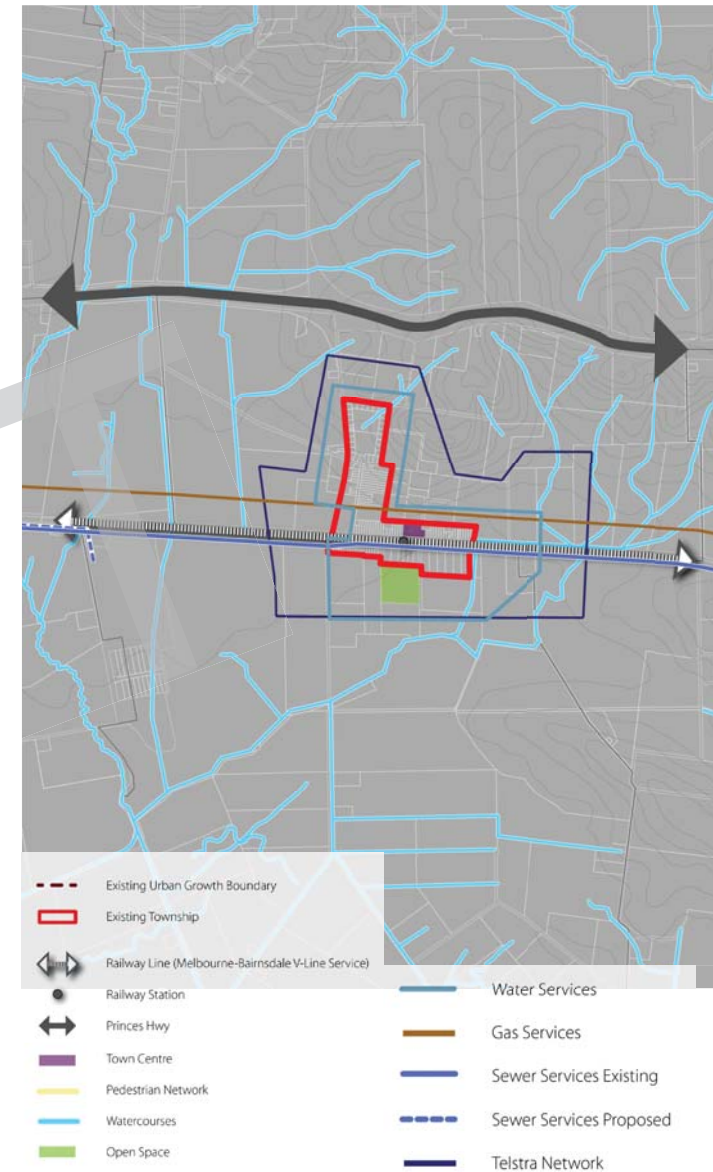 Existing Urban Growth Boundary
Existing Township
Railway Line (Melbourne-Bairnsdale V-Line Service)
Railway Station
Princes Hwy
Town Centre
Pedestrian Network
Watercourses
Open Space
Water Services
Gas Services
Sewer Services Existing
Sewer Services Proposed
Telstra Network